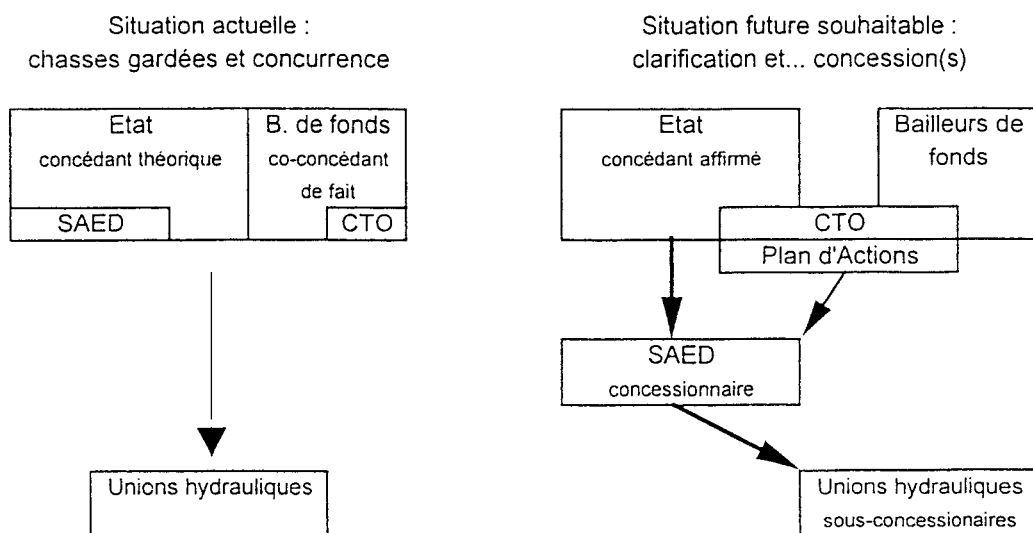 Situation actuelle :
chasses gardées et concurrence
Etat
concédant théorique
SAED
B. de fonds
co-concédant
de fait
CTO
Unions hydrauliques
Situation future souhaitable :
clarification et... concession(s)
Etat
concédant affirmé
Bailleurs de
fonds
CTO
Plan d'Actions
SAED
concessionnaire
Unions hydrauliques
sous-concessionaires